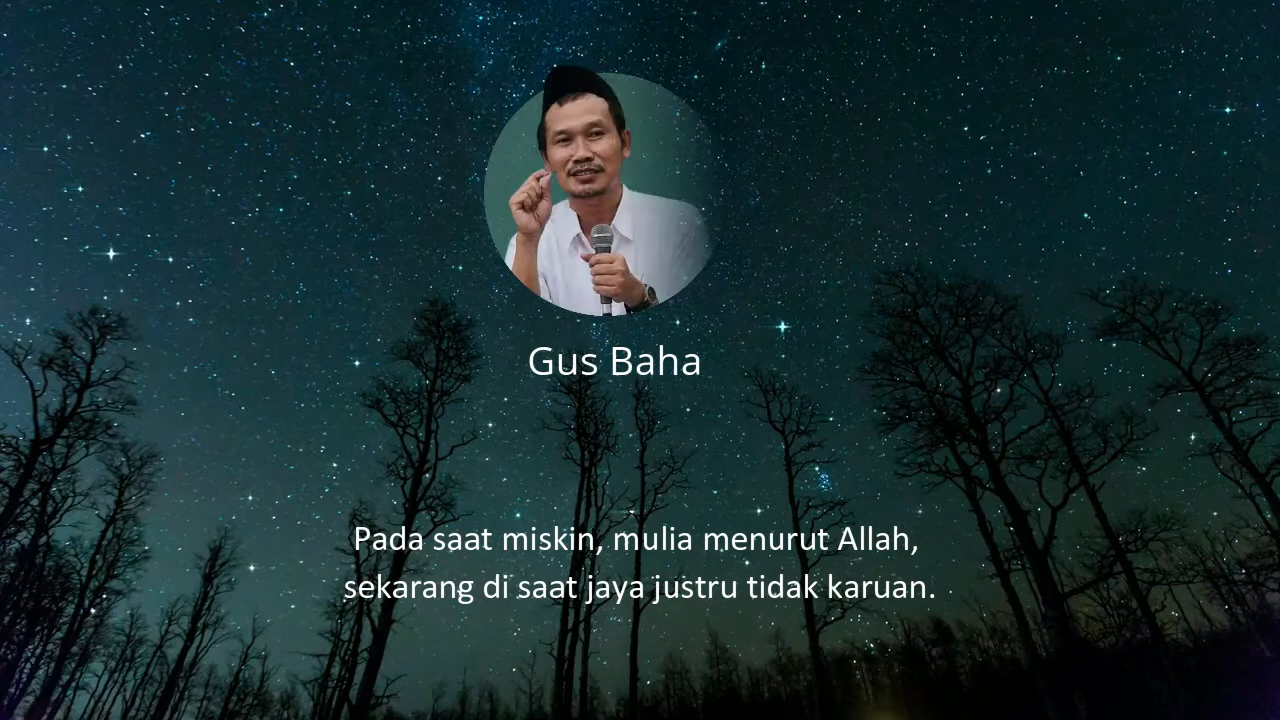 Gus Baha
Pada saat miskin, mulia menurut Allah,
sekarang di saat jaya justru tidak karuan.